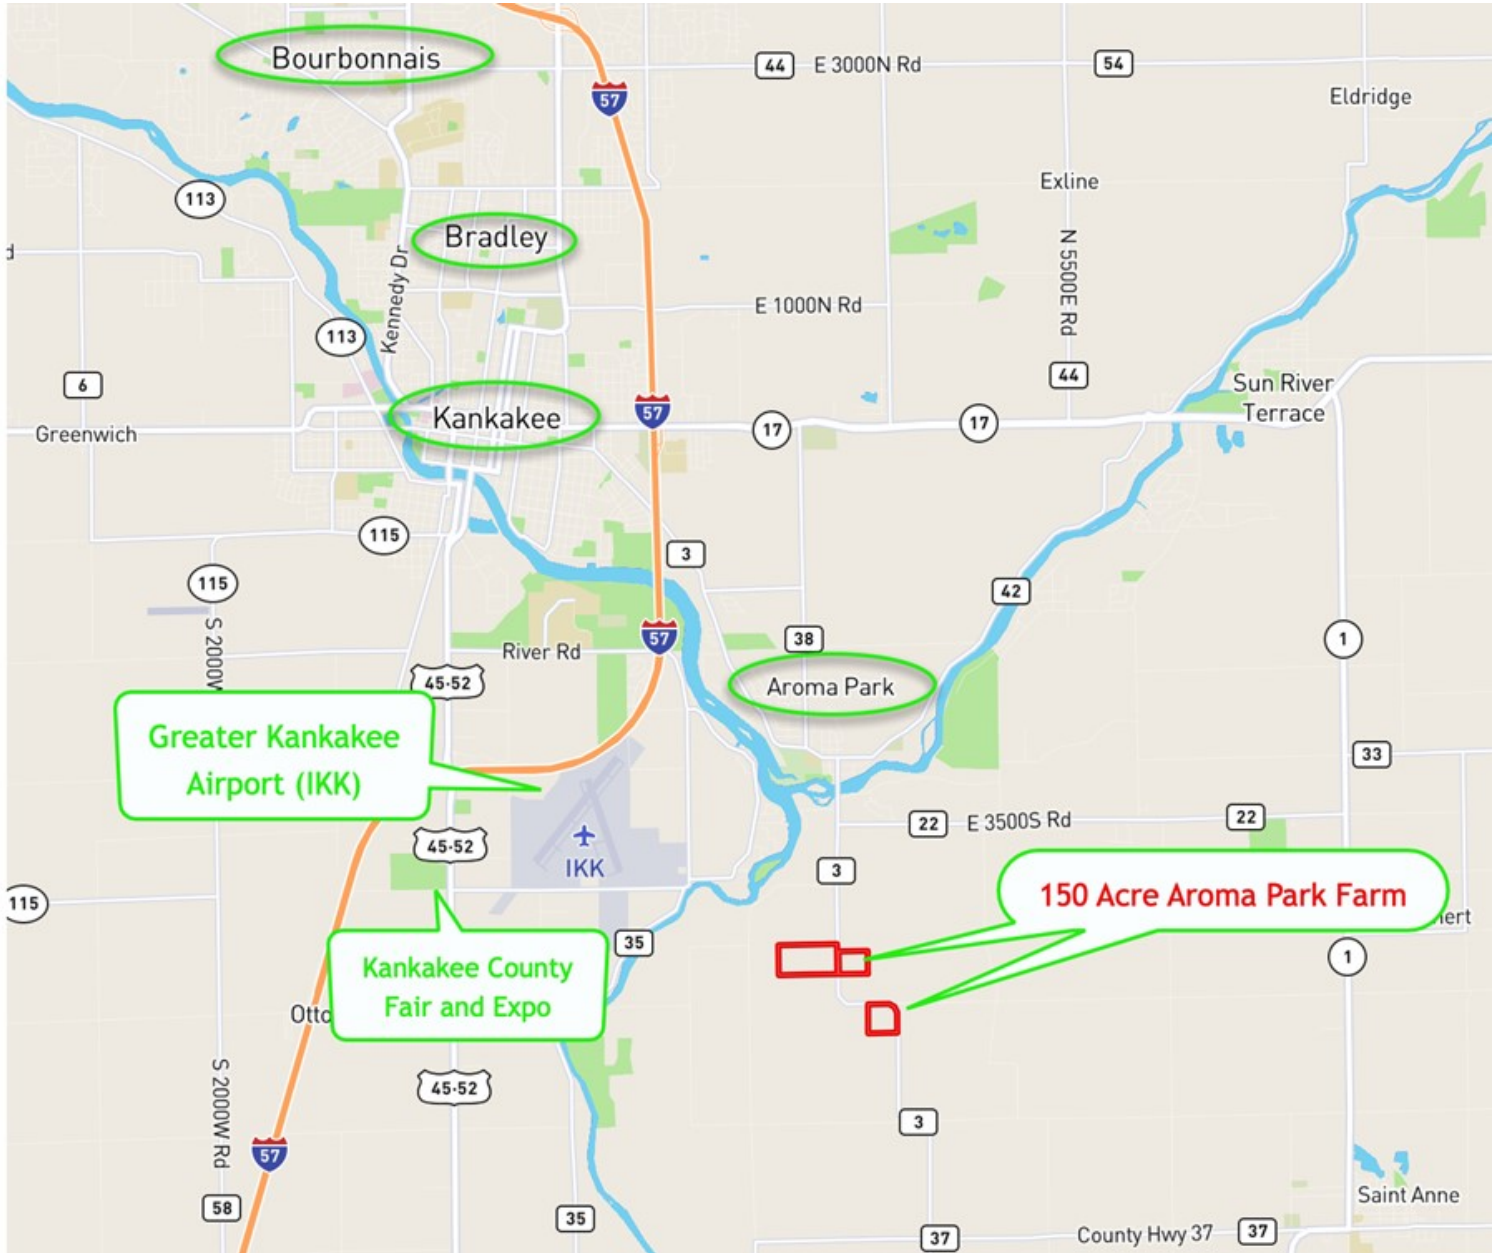 Bourbonnais
44
E 3000N Rd
54
57
Eldridge
113
Exline
Bradley
N 5500E Rd
Kennedy Dr
E 1000N Rd
113
6
44
Sun River
Terrace
Kankakee
57
17
17
Greenwich
115
3
115
42
S 2000W
River Rd
57
38
1
45-52
Aroma Park
Greater Kankakee
Airport (IKK)
33
22
E 3500S Rd
22
45-52
IKK
3
115
150 Acre Aroma Park Farm
35
1
Kankakee County
Fair and Expo
Otto
S 2000W Rd
45-52
3
57
Saint Anne
58
35
37
County Hwy 37
37